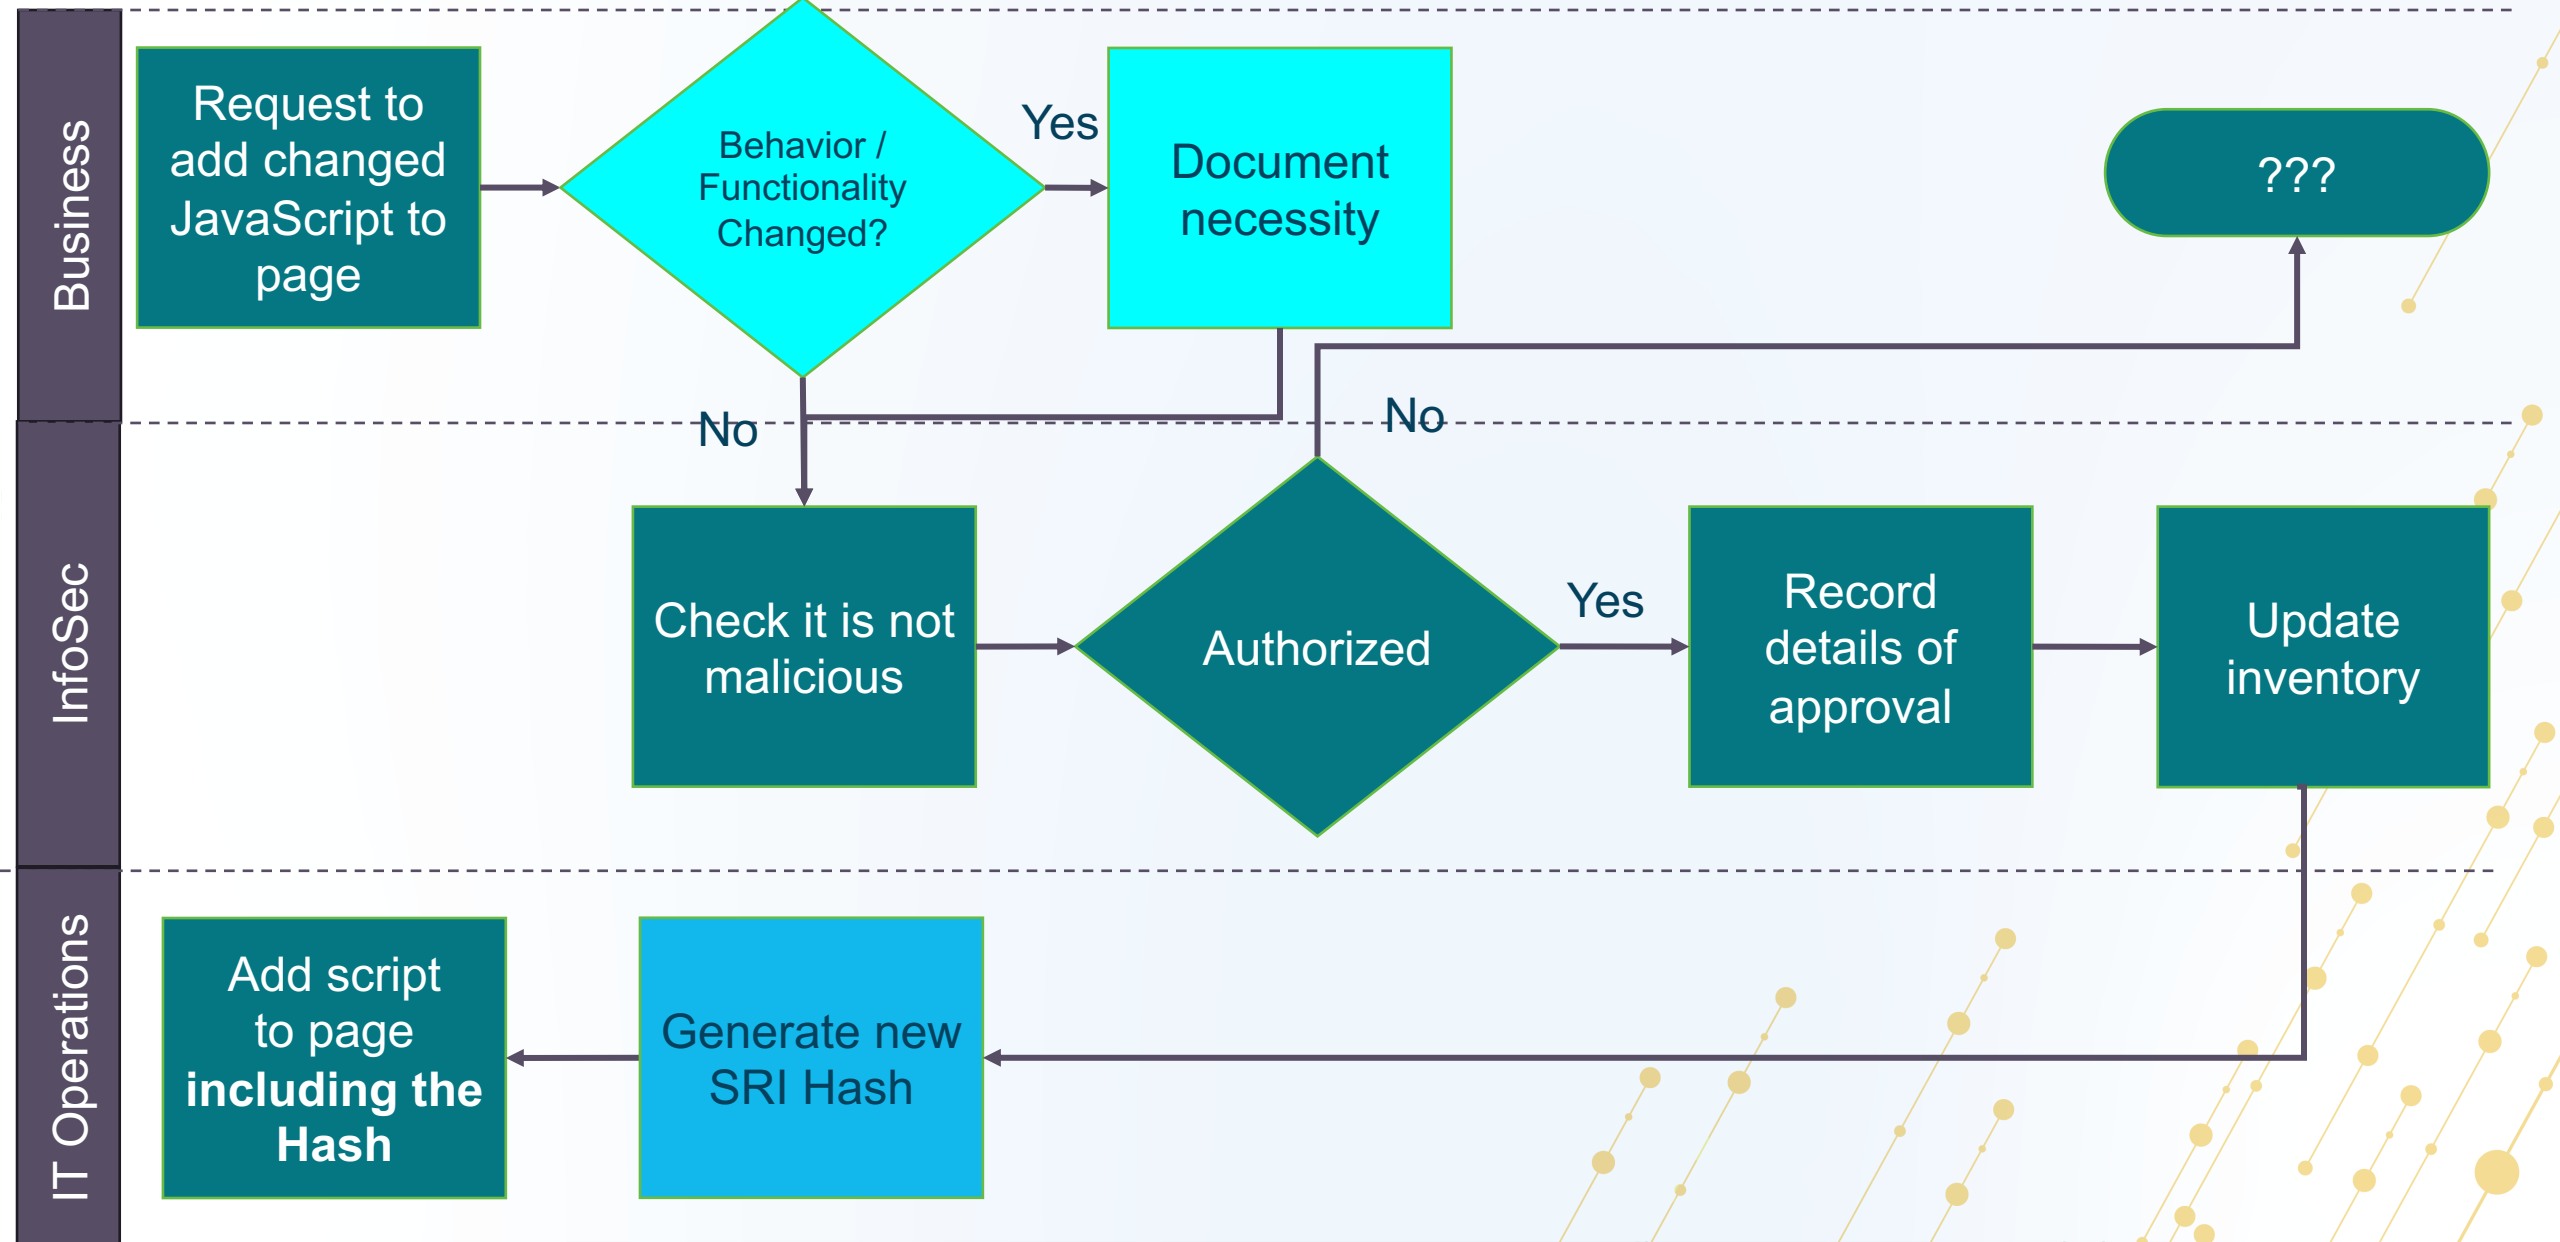 Business
Request to
add changed
JavaScript to
page
Behavior /
Functionality
Changed?
Yes
Document
necessity
???
No
No
InfoSec
Check it is not
malicious
Authorized
Yes
Record
details of
approval
Update
inventory
IT Operations
Add script
to page
including the
Hash
Generate new
SRI Hash